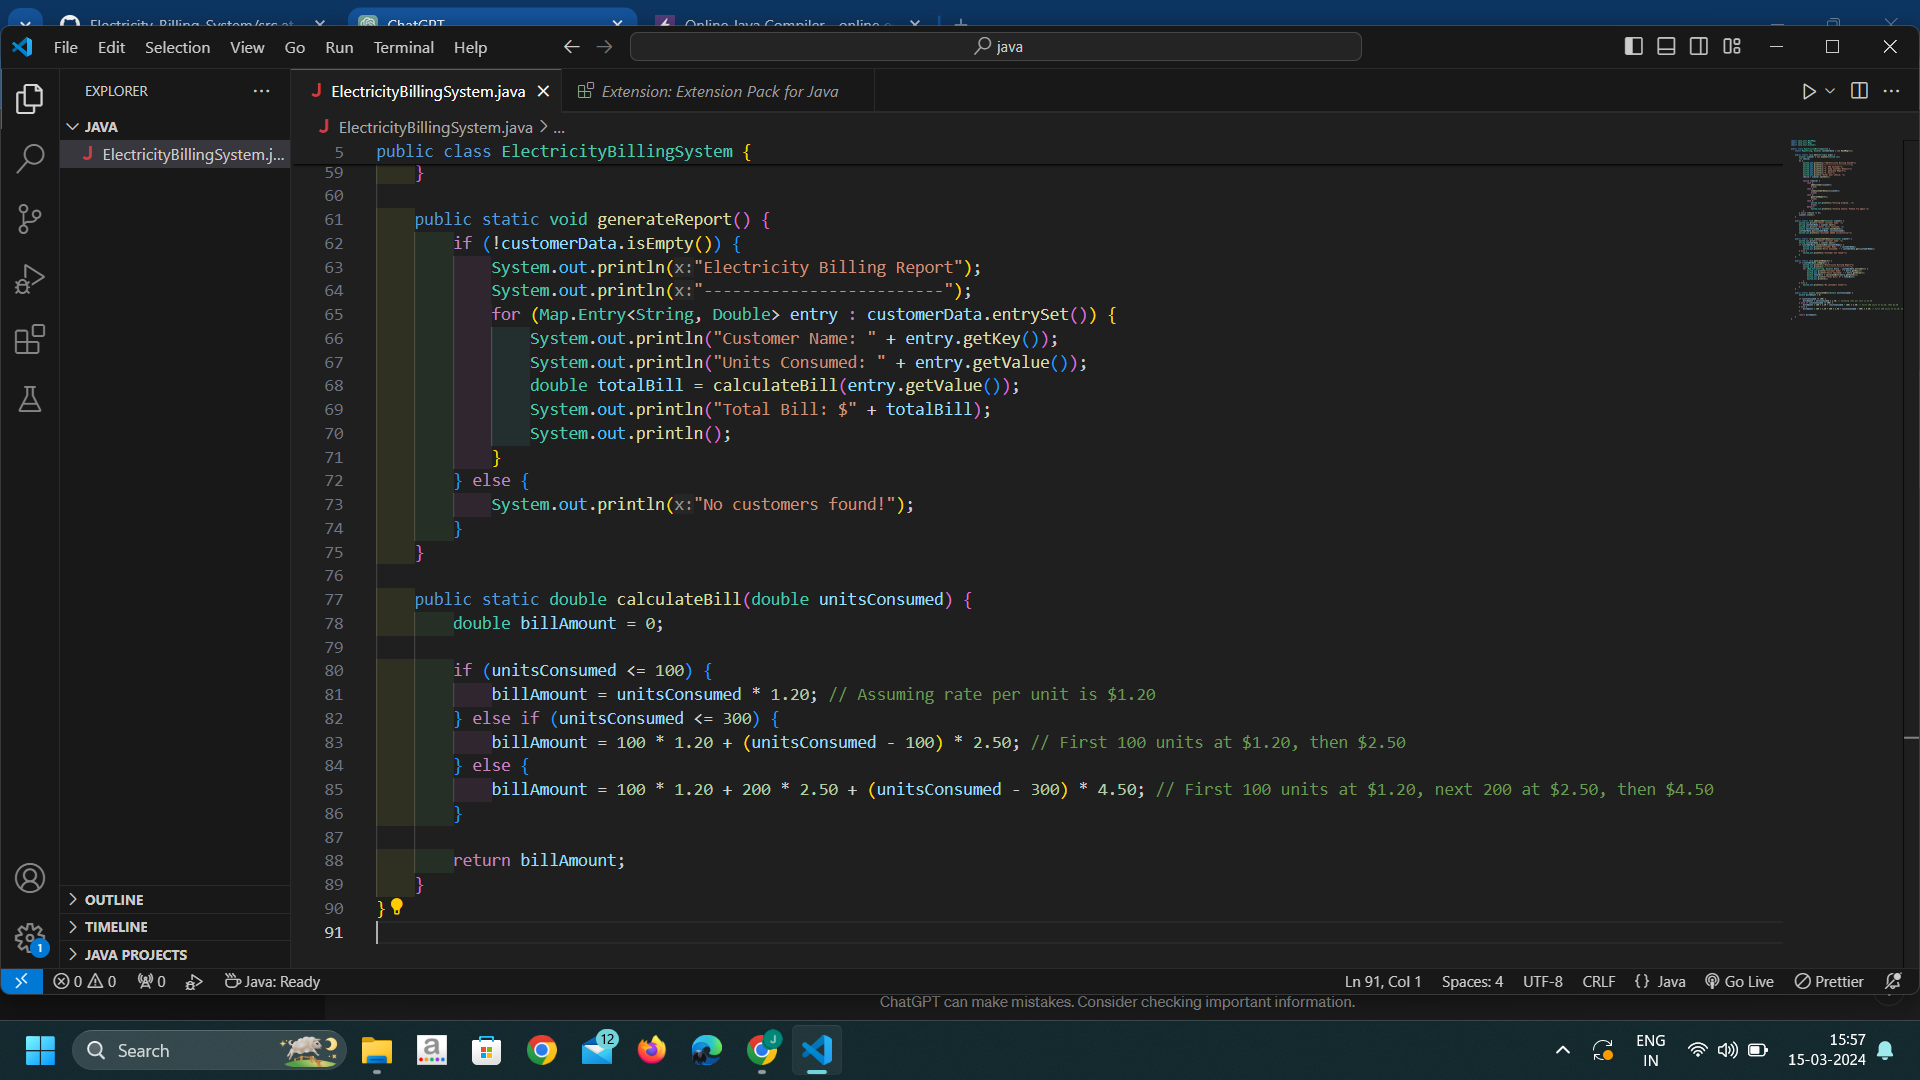 Electricity_Billing_System/src at
ChatGPT
Online Java Compiler - online e
File Edit Selection View Go Run Terminal Help
java
EXPLORER
ElectricityBillingSystem.java
Extension: Extension Pack for Java
JAVA
ElectricityBillingSystem.j...
ElectricityBillingSystem.java > ...
5 public class ElectricityBillingSystem {
59 }
60
61 public static void generateReport() {
62 if (!customerData.isEmpty()) {
63 System.out.println(x:"Electricity Billing Report");
64 System.out.println(x:"-------------------------");
65 for (Map.Entry<String, Double> entry : customerData.entrySet()) {
66 System.out.println("Customer Name: " + entry.getKey());
67 System.out.println("Units Consumed: " + entry.getValue());
68 double totalBill = calculateBill(entry.getValue());
69 System.out.println("Total Bill: $" + totalBill);
70 System.out.println();
71 }
72 } else {
73 System.out.println(x:"No customers found!");
74 }
75 }
76
77 public static double calculateBill(double unitsConsumed) {
78 double billAmount = 0;
79
80 if (unitsConsumed <= 100) {
81 billAmount = unitsConsumed * 1.20; // Assuming rate per unit is $1.20
82 } else if (unitsConsumed <= 300) {
83 billAmount = 100 * 1.20 + (unitsConsumed - 100) * 2.50; // First 100 units at $1.20, then $2.50
84 } else {
85 billAmount = 100 * 1.20 + 200 * 2.50 + (unitsConsumed - 300) * 4.50; // First 100 units at $1.20, next 200 at $2.50, then $4.50
86 }
87
88 return billAmount;
89 }
90 }
91
OUTLINE
TIMELINE
JAVA PROJECTS
1
0 0 0 Java: Ready
Ln 91, Col 1 Spaces: 4 UTF-8 CRLF {} Java Go Live Prettier
ChatGPT can make mistakes. Consider checking important information.
Search
a
12
J
ENG
IN
15:57
15-03-2024